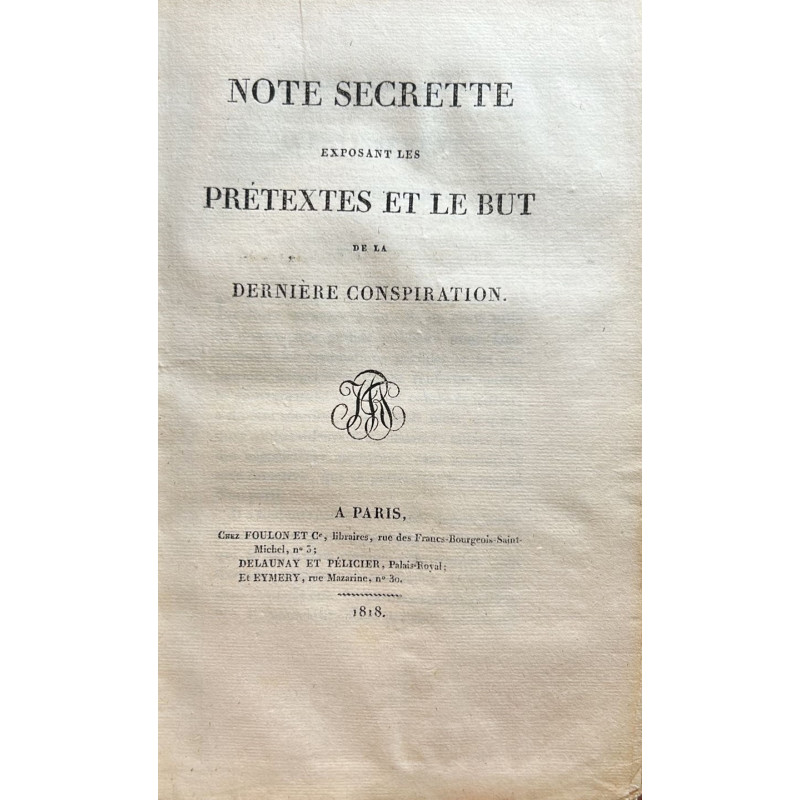 NOTE SECRETTE
EXPOSANT LES
PRÉTEXTES ET LE BUT
DE LA
DERNIÈRE CONSPIRATION.
A PARIS,
Chez FOULON ET Ce, libraires, rue des Francs-Bourgeois-Saint-
Michel, no 3;
DELAUNAY ET PÉLICIER, Palais-Royal;
Et EYMERY, rue Mazarine, no 30.
1818.